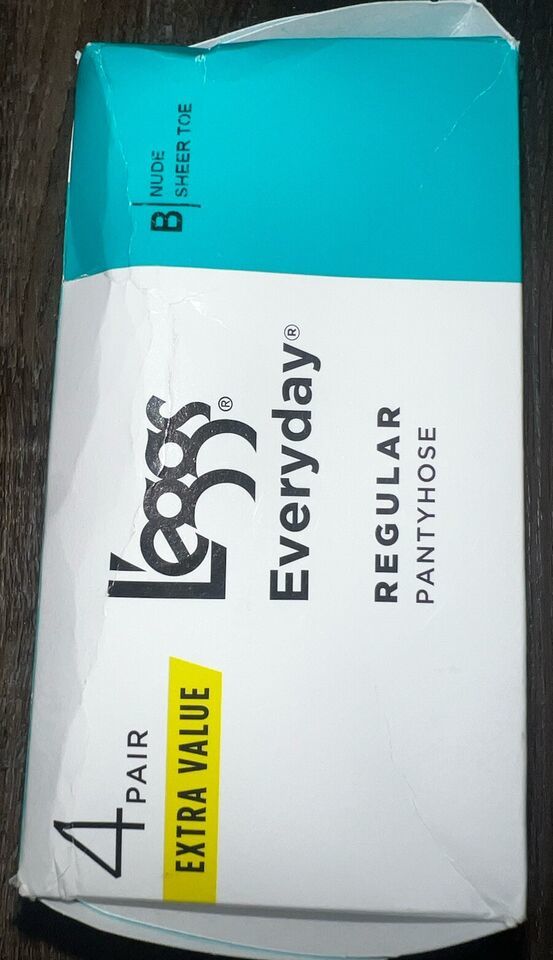 4 PAIR
EXTRA VALUE
L'eggs®
Everyday®
REGULAR
PANTYHOSE
B
NUDE
SHEER TOE